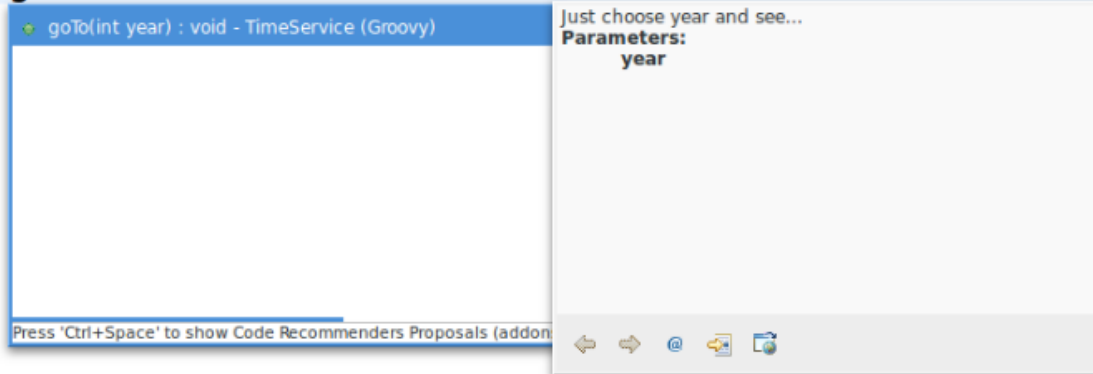 goTo(int year) : void - TimeService (Groovy)
Press 'Ctrl+Space' to show Code Recommenders Proposals (addon
Just choose year and see...
Parameters:
year
@